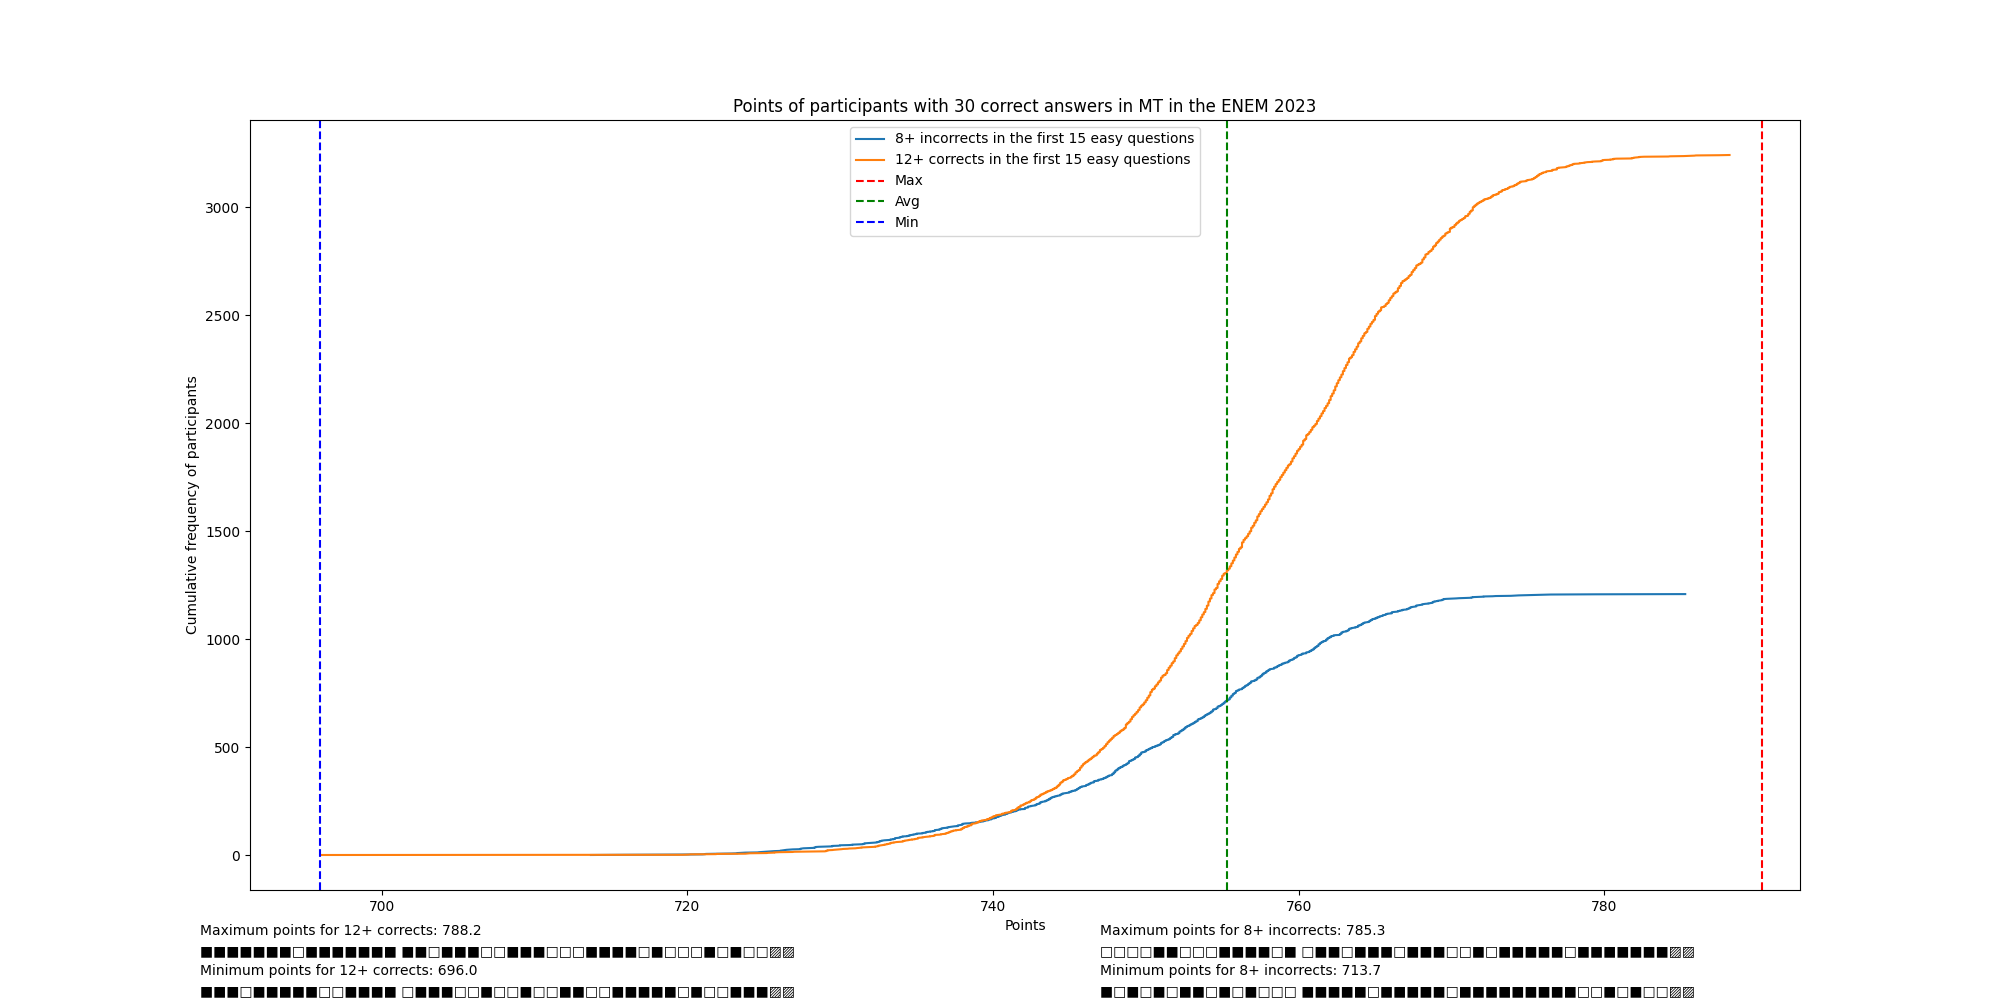 Points of participants with 30 correct answers in MT in the ENEM 2023
8+ incorrects in the first 15 easy questions
12+ corrects in the first 15 easy questions
Max
Avg
Min
3000
2500
2000
1500
1000
500
0
Cumulative frequency of participants
700 720 740 760 780
Points
Maximum points for 12+ corrects: 788.2
■■■■■■■□■■■■■■■ ■■□■■■□□■■■□□□■■■■□■□□□■□■□□▨▨
Minimum points for 12+ corrects: 696.0
■■■□■■■■■□□■■■■ □■■■□□■□□■□□■■□□■■■■■□■□□■■■▨▨
Maximum points for 8+ incorrects: 785.3
□□□□■■□□□■■■■□■ □■■□■■■□■■■□□■□■■■■■□■■■■■■■▨▨
Minimum points for 8+ incorrects: 713.7
■□■□■□■■□■□■□□□ ■■■■■□■■■■■□■■■■■■■■■□□■□■□□▨▨